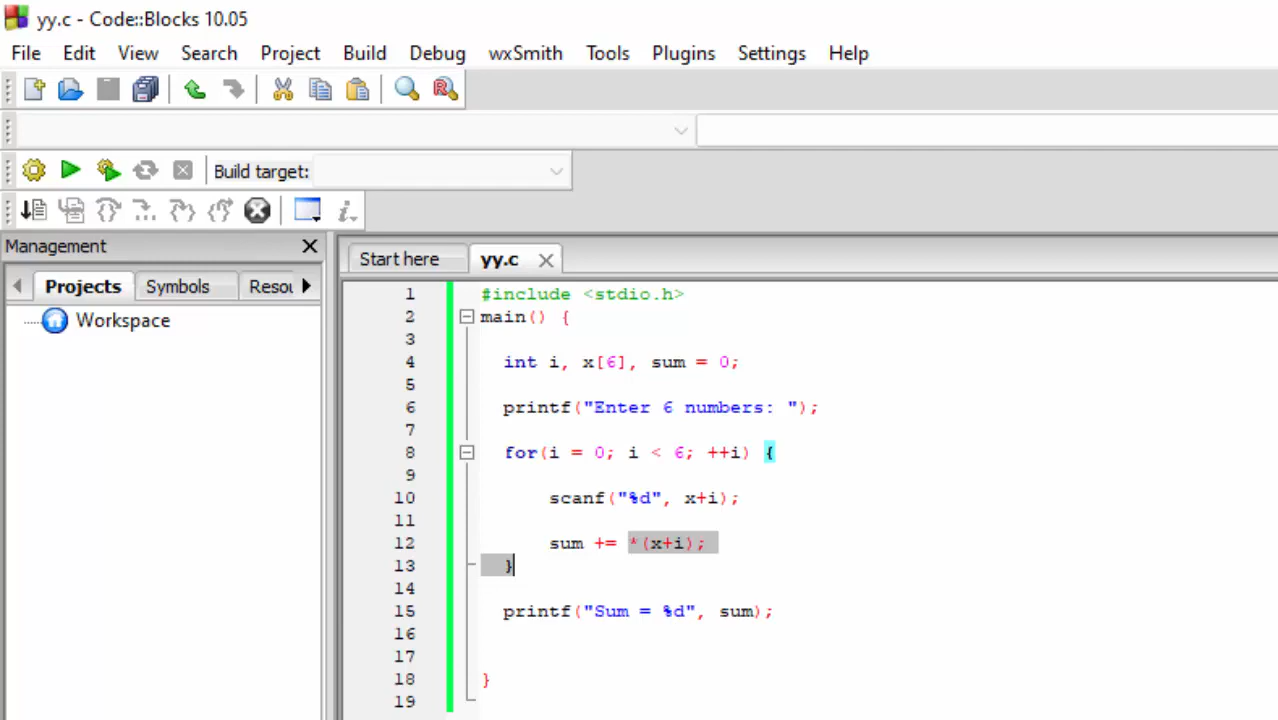 yy.c - Code::Blocks 10.05
File Edit View Search Project Build Debug wxSmith Tools Plugins Settings Help
Build target:
Management
Start here yy.c
Projects Symbols Resou
Workspace
1 #include <stdio.h>
2 main() {
3
4 int i, x[6], sum = 0;
5
6 printf("Enter 6 numbers: ");
7
8 for(i = 0; i < 6; ++i) {
9
10 scanf("%d", x+i);
11
12 sum += *(x+i);
13 }
14
15 printf("Sum = %d", sum);
16
17
18 }
19